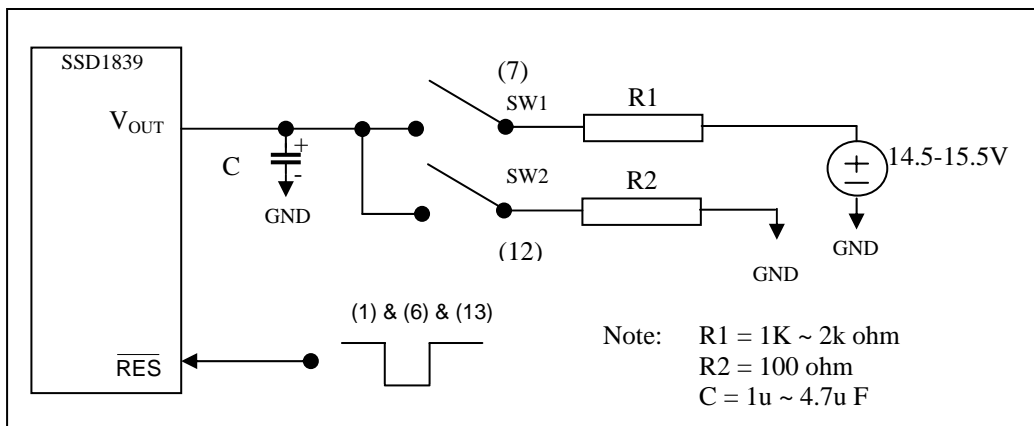 SSD1839
(7)
SW1
R1
VOUT
14.5-15.5V
+
-
C
+
-
SW2
R2
GND
(12)
GND
GND
(1) & (6) & (13)
RES
Note: R1 = 1K ~ 2k ohm
R2 = 100 ohm
C = 1u ~ 4.7u F